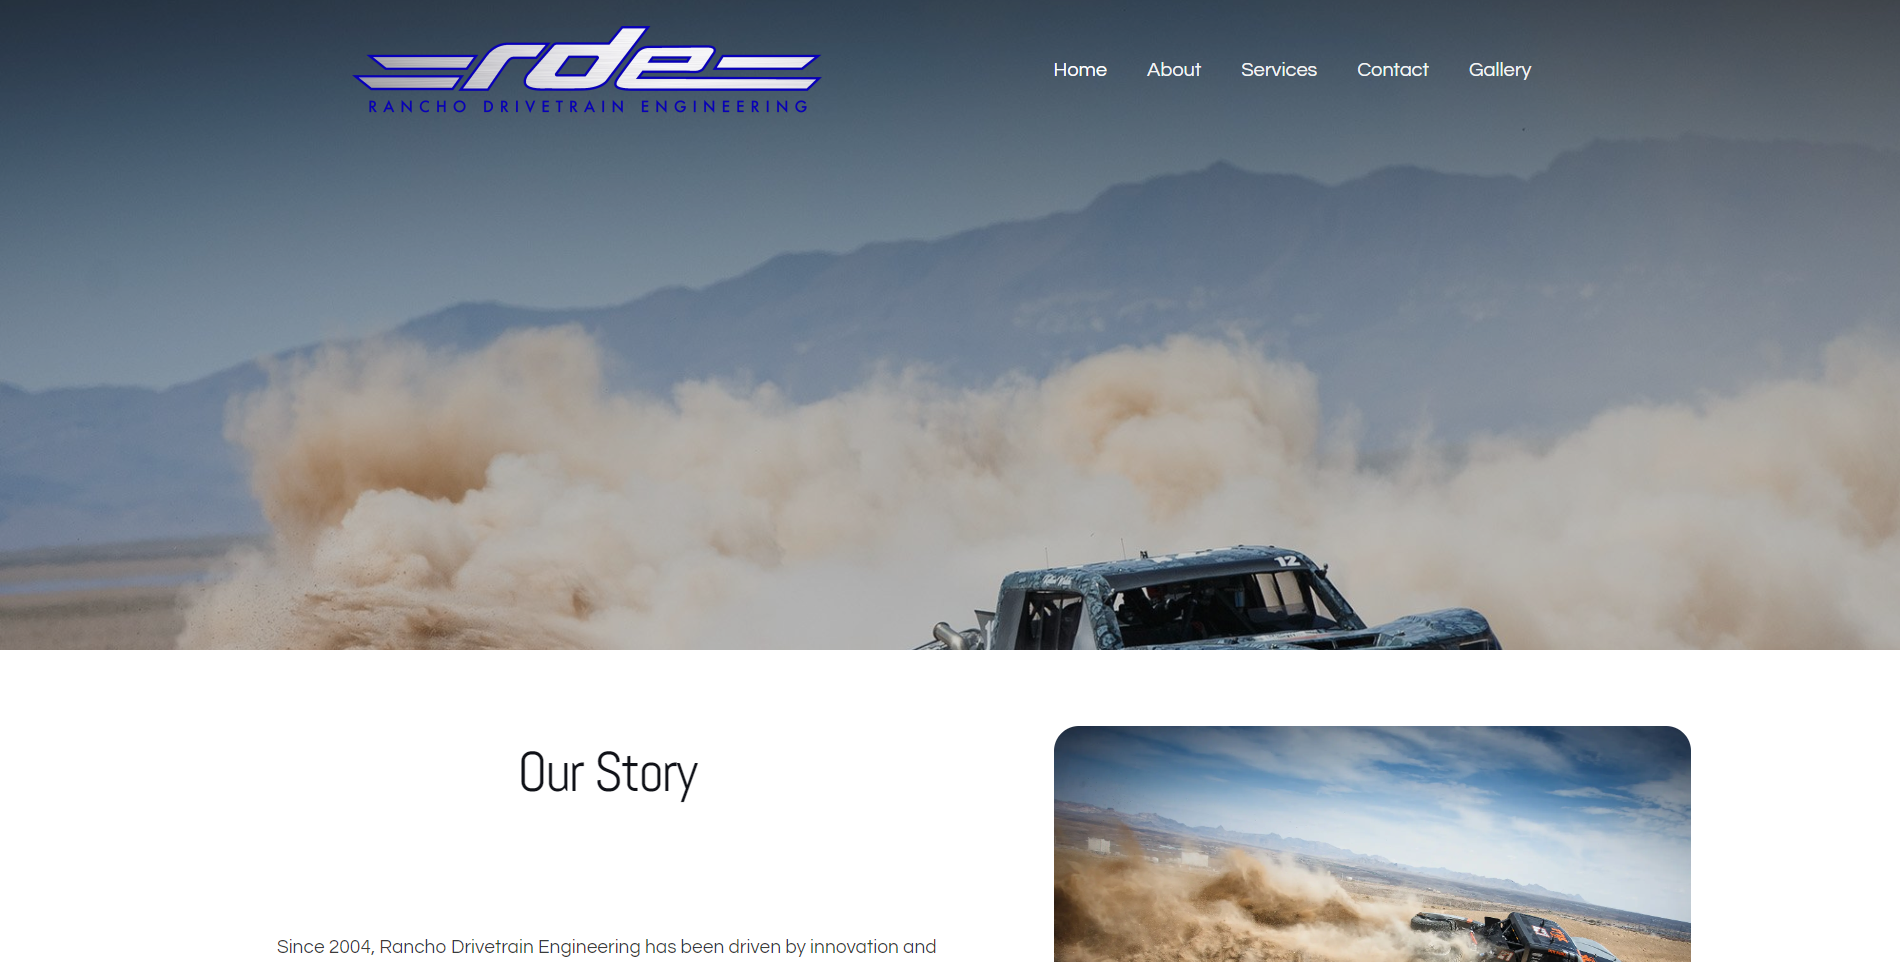 rde
RANCHO DRIVETRAIN ENGINEERING
Home About Services Contact Gallery
12
Our Story
Since 2004, Rancho Drivetrain Engineering has been driven by innovation and